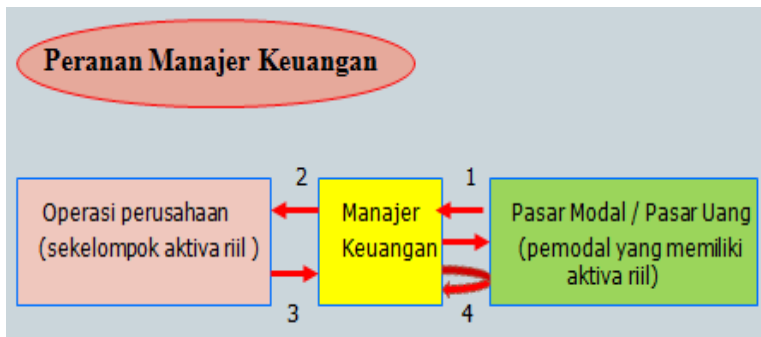 Peranan Manajer Keuangan
2
1
Operasi perusahaan
(sekelompok aktiva riil )
Manajer
Keuangan
Pasar Modal / Pasar Uang
(pemodal yang memiliki
aktiva riil)
3
4